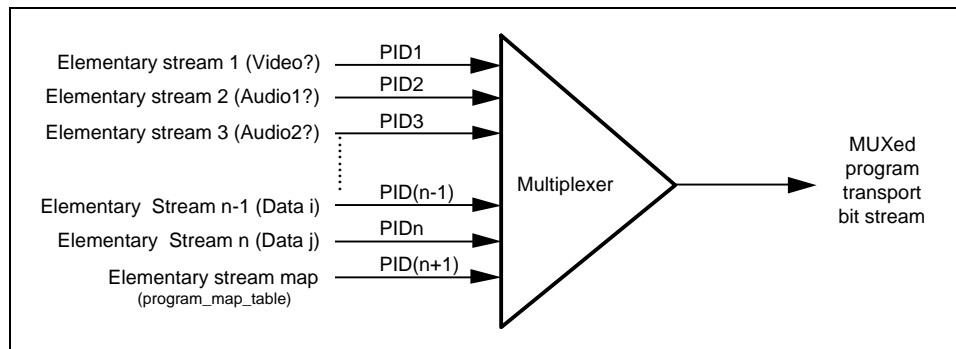 Elementary stream 1 (Video?) PID1
Elementary stream 2 (Audio1?) PID2
Elementary stream 3 (Audio2?) PID3
Elementary Stream n-1 (Data i) PID(n-1)
Elementary Stream n (Data j) PIDn
Elementary stream map PID(n+1)
(program_map_table)
Multiplexer
MUXed
program
transport
bit stream